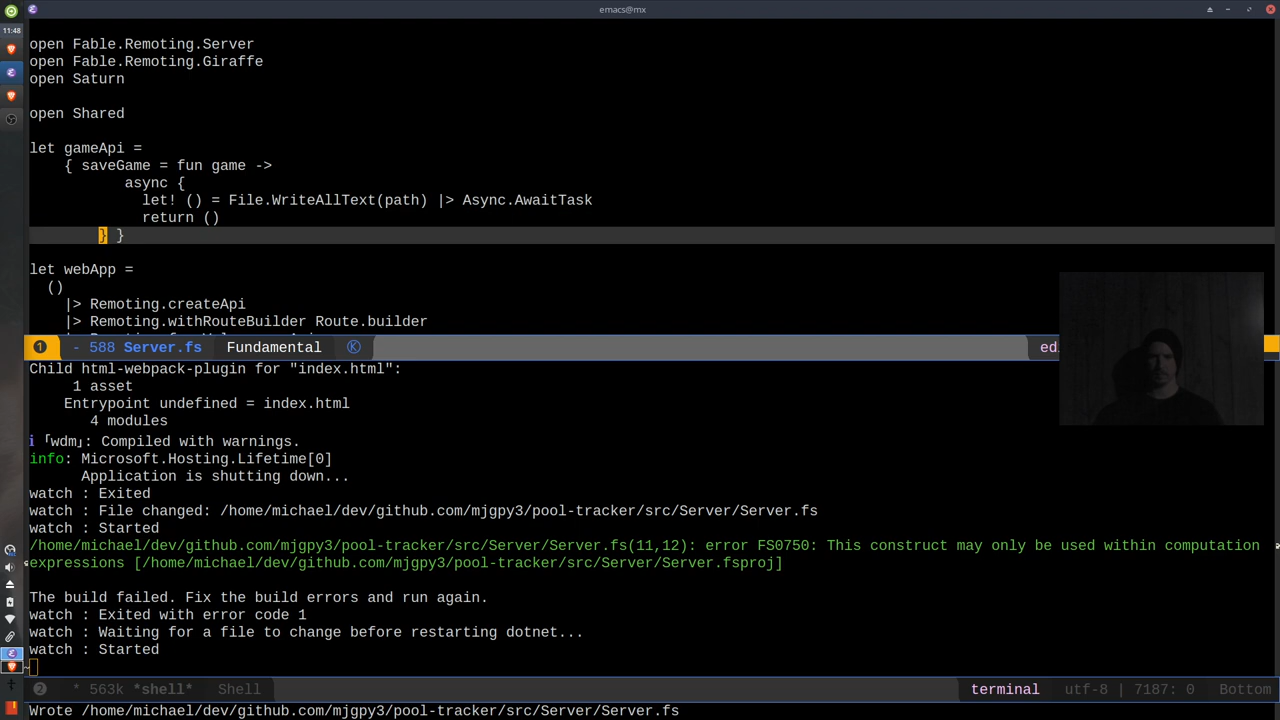 emacs@mx
11:48
open Fable.Remoting.Server
open Fable.Remoting.Giraffe
open Saturn
open Shared
let gameApi =
{ saveGame = fun game ->
async {
let! () = File.WriteAllText(path) |> Async.AwaitTask
return ()
} }
let webApp =
()
|> Remoting.createApi
|> Remoting.withRouteBuilder Route.builder
1 - 588 Server.fs Fundamental K ed
Child html-webpack-plugin for "index.html":
1 asset
Entrypoint undefined = index.html
4 modules
i 「wdm」: Compiled with warnings.
info: Microsoft.Hosting.Lifetime[0]
Application is shutting down...
watch : Exited
watch : File changed: /home/michael/dev/github.com/mjgpy3/pool-tracker/src/Server/Server.fs
watch : Started
/home/michael/dev/github.com/mjgpy3/pool-tracker/src/Server/Server.fs(11,12): error FS0750: This construct may only be used within computation
expressions [/home/michael/dev/github.com/mjgpy3/pool-tracker/src/Server/Server.fsproj]
The build failed. Fix the build errors and run again.
watch : Exited with error code 1
watch : Waiting for a file to change before restarting dotnet...
watch : Started
2 * 563k *shell* Shell terminal utf-8 | 7187: 0 Bottom
Wrote /home/michael/dev/github.com/mjgpy3/pool-tracker/src/Server/Server.fs